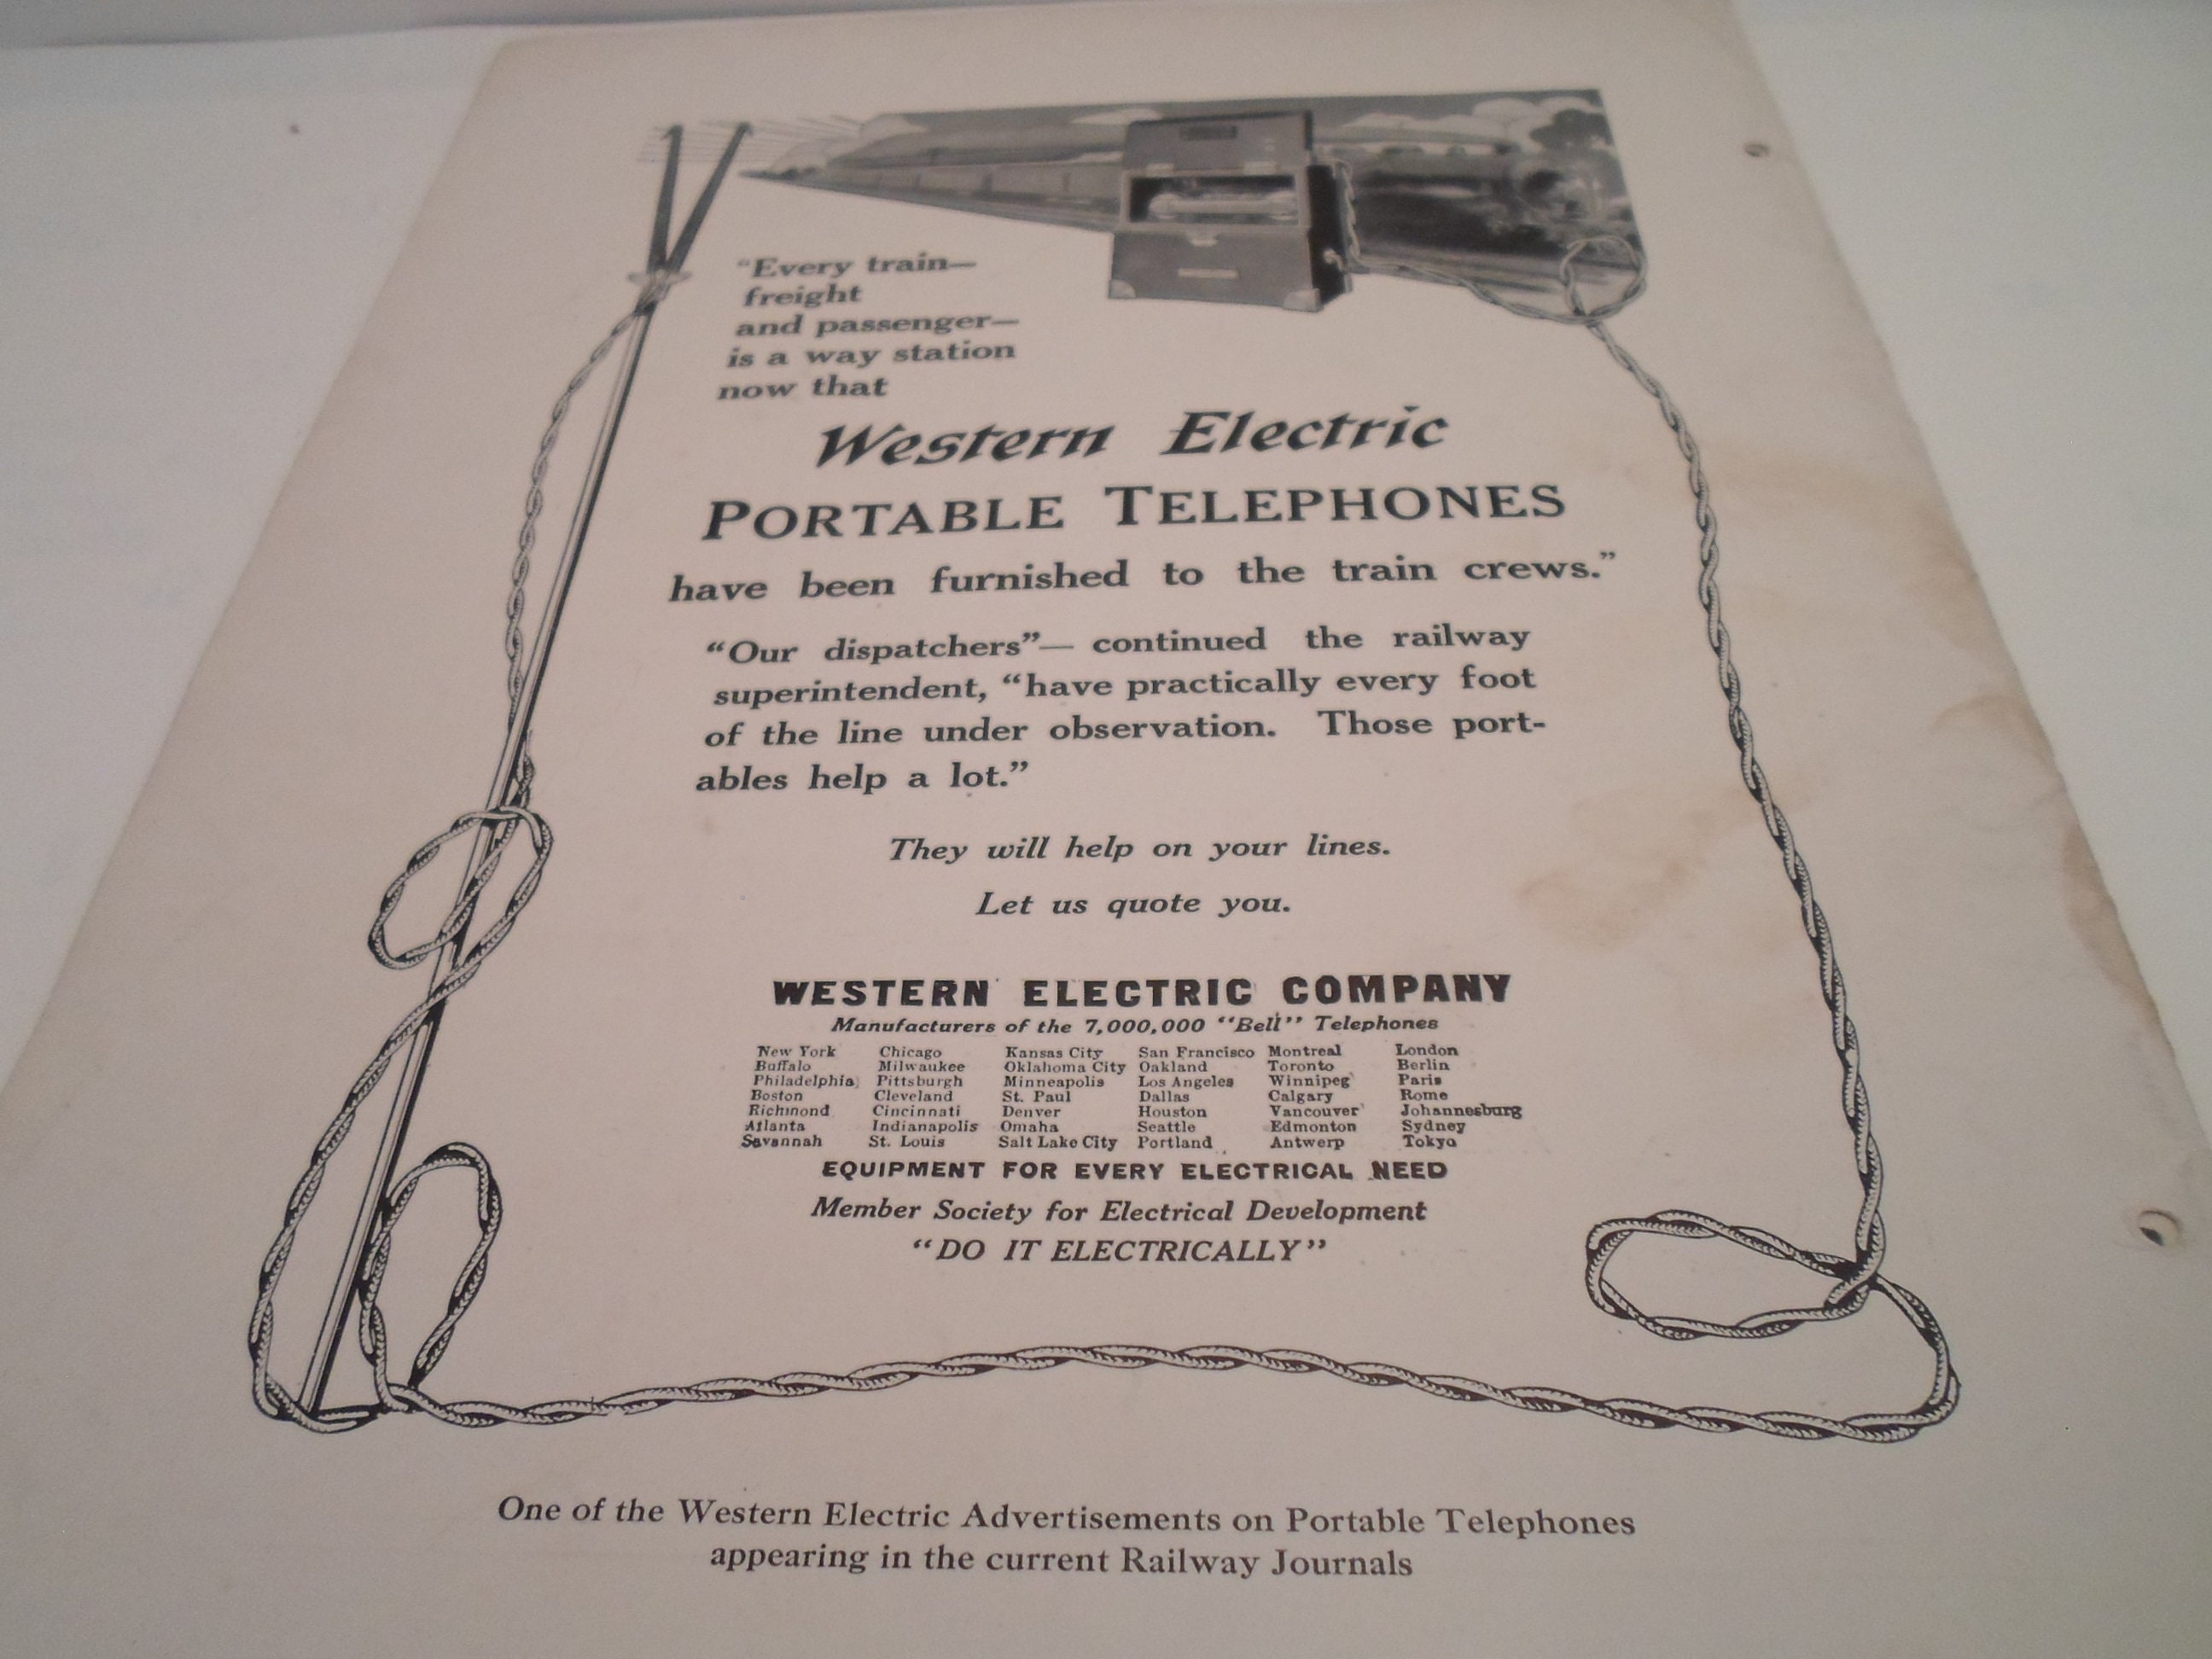 "Every train—
freight
and passenger—
is a way station
now that
Western Electric
PORTABLE TELEPHONES
have been furnished to the train crews."
"Our dispatchers"— continued the railway
superintendent, "have practically every foot
of the line under observation. Those port-
ables help a lot."
They will help on your lines.
Let us quote you.
WESTERN ELECTRIC COMPANY
Manufacturers of the 7,000,000 "Bell" Telephones
New York Chicago Kansas City San Francisco Montreal London
Buffalo Milwaukee Oklahoma City Oakland Toronto Berlin
Philadelphia Pittsburgh Minneapolis Los Angeles Winnipeg Paris
Boston Cleveland St. Paul Dallas Calgary Rome
Richmond Cincinnati Denver Houston Vancouver Johannesburg
Atlanta Indianapolis Omaha Seattle Edmonton Sydney
Savannah St. Louis Salt Lake City Portland Antwerp Tokyo
EQUIPMENT FOR EVERY ELECTRICAL NEED
Member Society for Electrical Development
"DO IT ELECTRICALLY"
One of the Western Electric Advertisements on Portable Telephones
appearing in the current Railway Journals